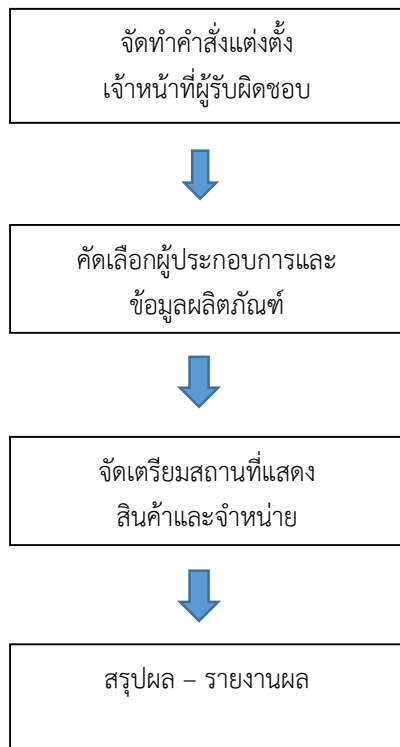 จัดทำคำสั่งแต่งตั้ง
เจ้าหน้าที่ผู้รับผิดชอบ
คัดเลือกผู้ประกอบการและ
ข้อมูลผลิตภัณฑ์
จัดเตรียมสถานที่แสดง
สินค้าและจำหน่าย
สรุปผล – รายงานผล